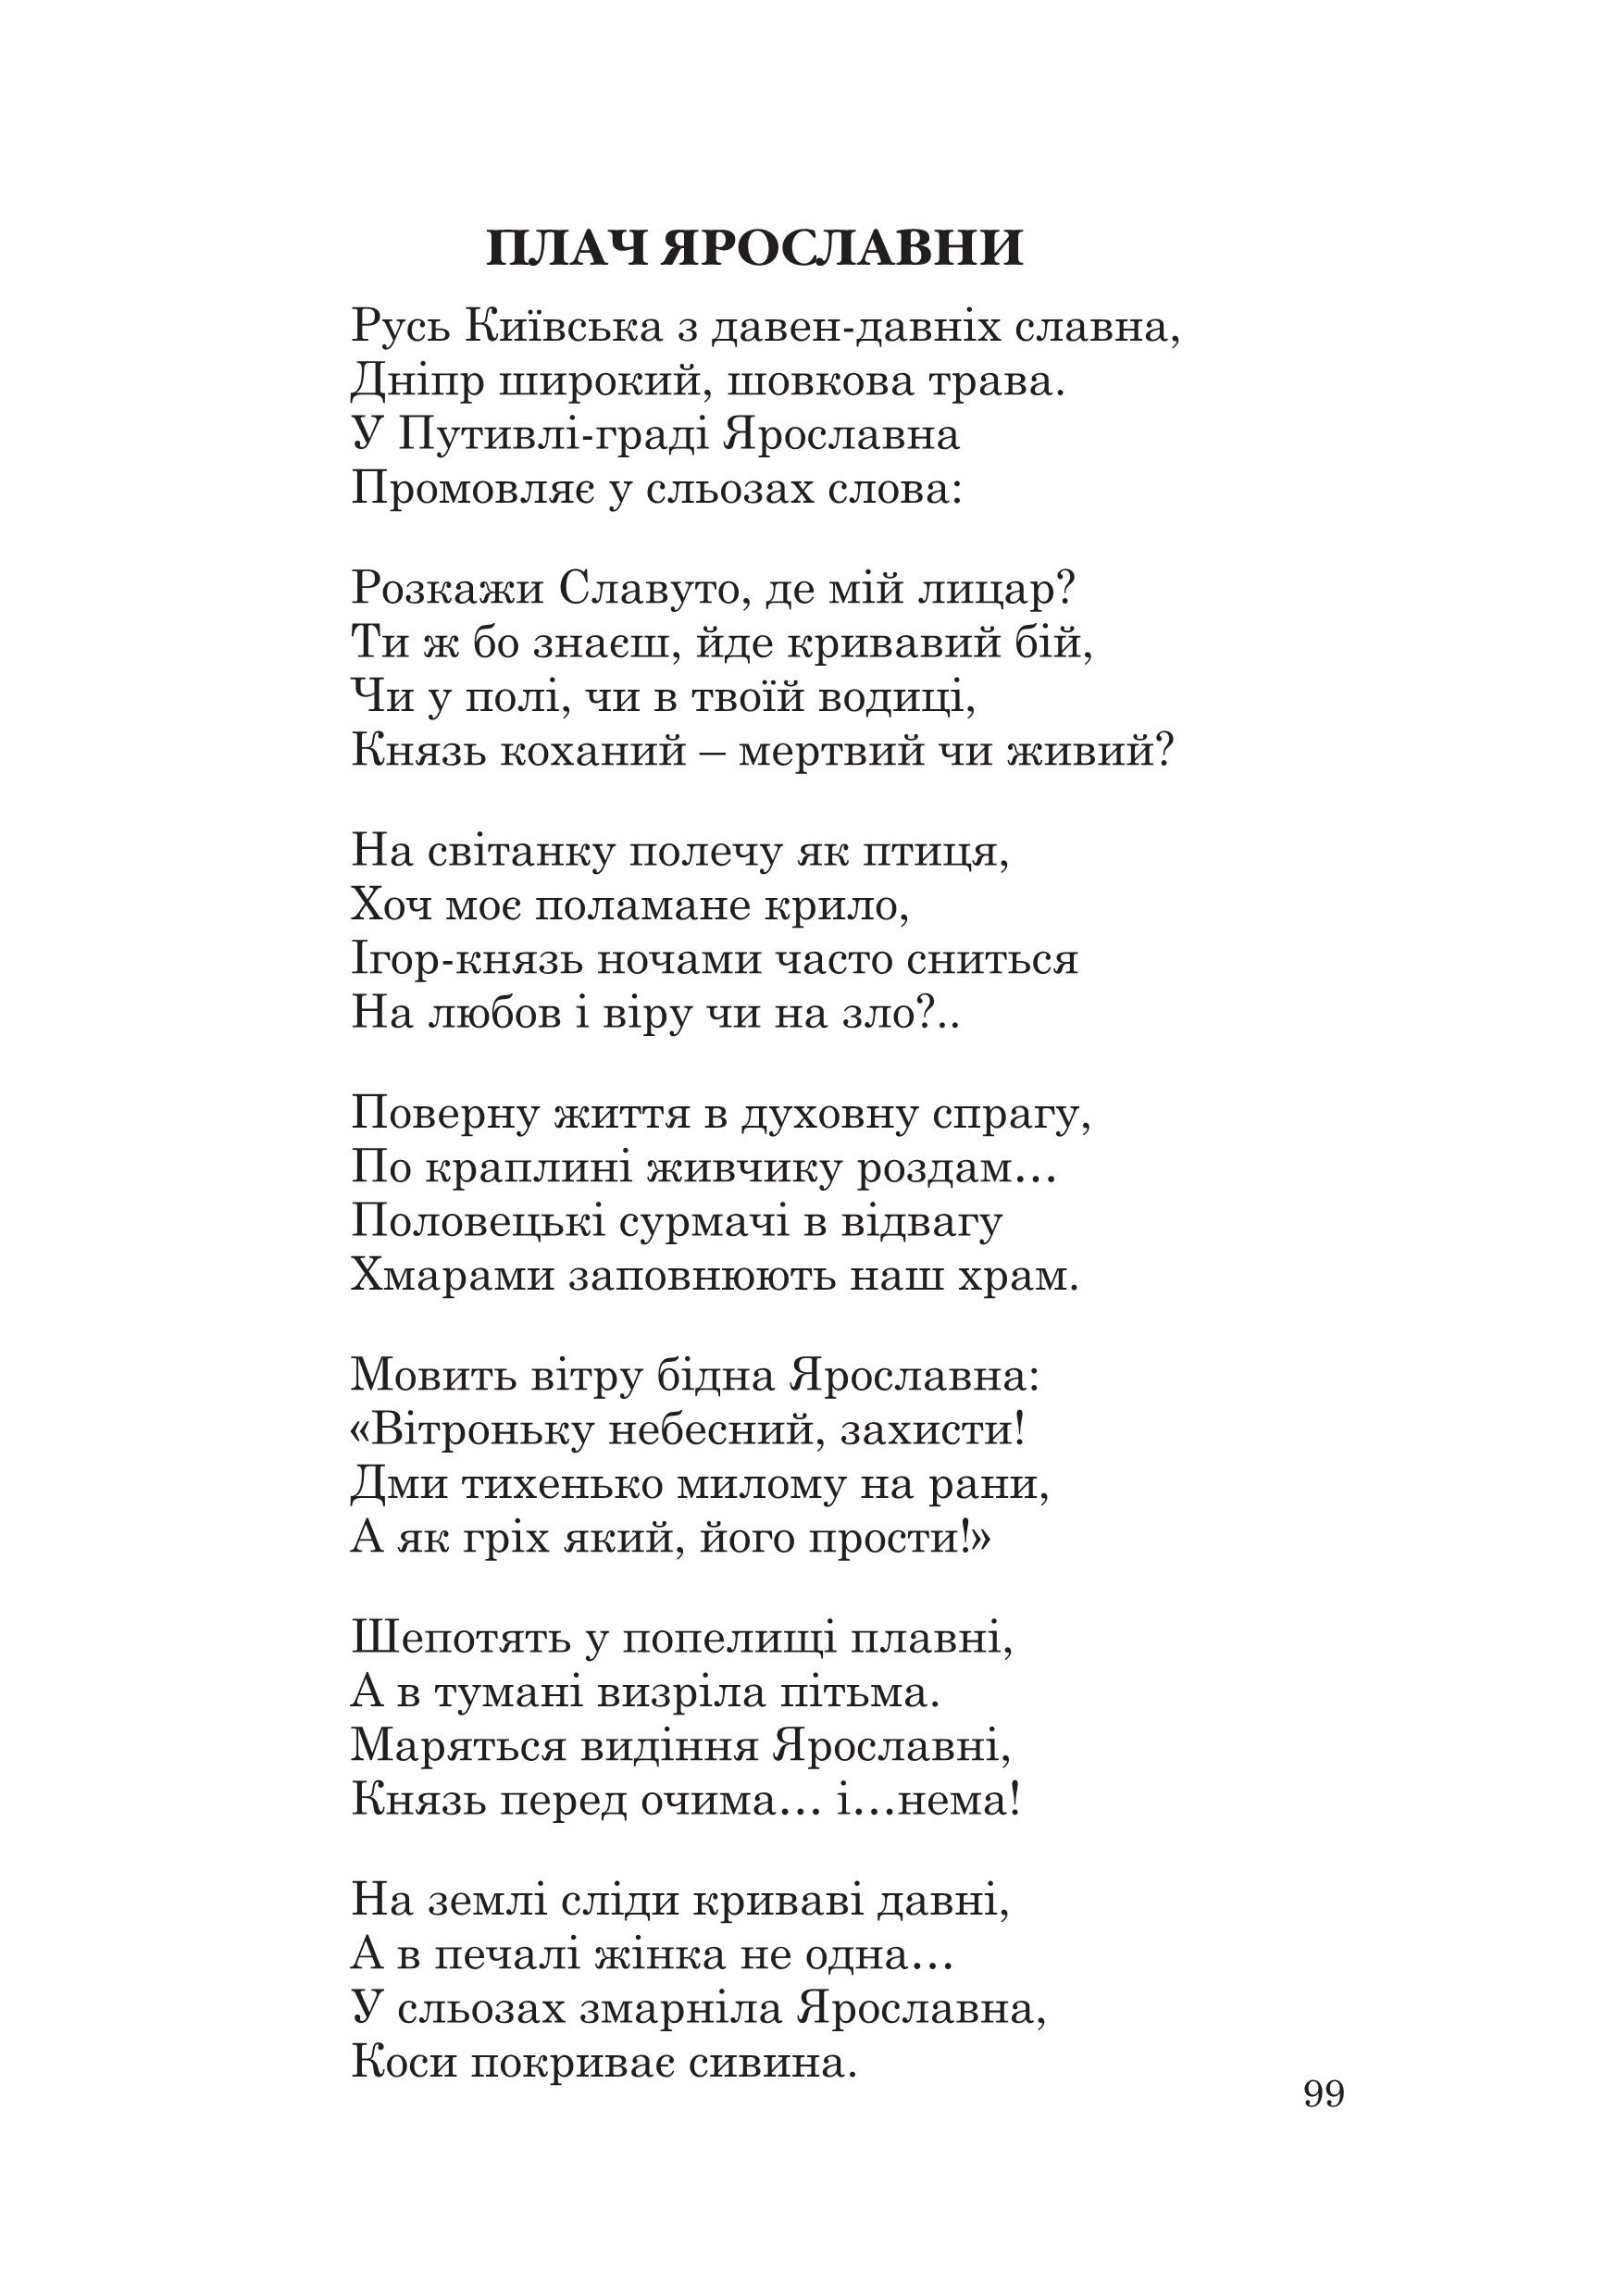 ПЛАЧ ЯРОСЛАВНИ
Русь Київська з давен-давніх славна,
Дніпр широкий, шовкова трава.
У Путивлі-граді Ярославна
Промовляє у сльозах слова:
Розкажи Славуто, де мій лицар?
Ти ж бо знаєш, йде кривавий бій,
Чи у полі, чи в твоїй водиці,
Князь коханий – мертвий чи живий?
На світанку полечу як птиця,
Хоч моє поламане крило,
Ігор-князь ночами часто сниться
На любов і віру чи на зло?..
Поверну життя в духовну спрагу,
По краплині живчику роздам...
Половецькі сурмачі в відвагу
Хмарами заповнюють наш храм.
Мовить вітру бідна Ярославна:
«Вітроньку небесний, захисти!
Дми тихенько милому на рани,
А як гріх який, його прости!»
Шепотять у попелищі плавні,
А в тумані визріла пітьма.
Маряться видіння Ярославні,
Князь перед очима... і...нема!
На землі сліди криваві давні,
А в печалі жінка не одна...
У сльозах змарніла Ярославна,
Коси покриває сивина.
99